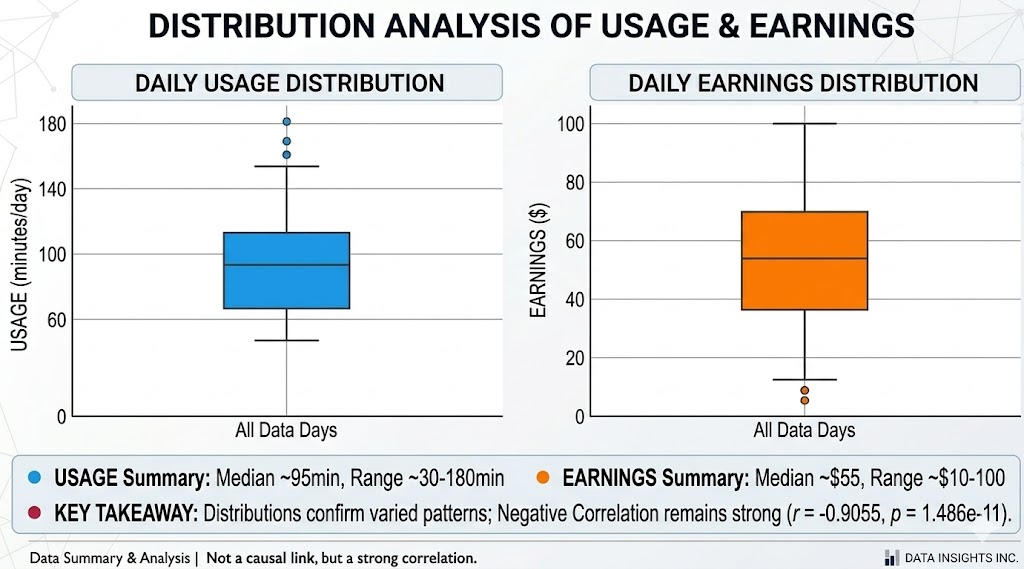 DISTRIBUTION ANALYSIS OF USAGE & EARNINGS
DAILY USAGE DISTRIBUTION
USAGE (minutes/day)
180
140
100
60
0
All Data Days
DAILY EARNINGS DISTRIBUTION
EARNINGS ($)
100
80
60
40
20
0
All Data Days
USAGE Summary: Median ~95min, Range ~30-180min
EARNINGS Summary: Median ~$55, Range ~$10-100
KEY TAKEAWAY: Distributions confirm varied patterns; Negative Correlation remains strong (r = -0.9055, p = 1.486e-11).
Data Summary & Analysis | Not a causal link, but a strong correlation.
DATA INSIGHTS INC.